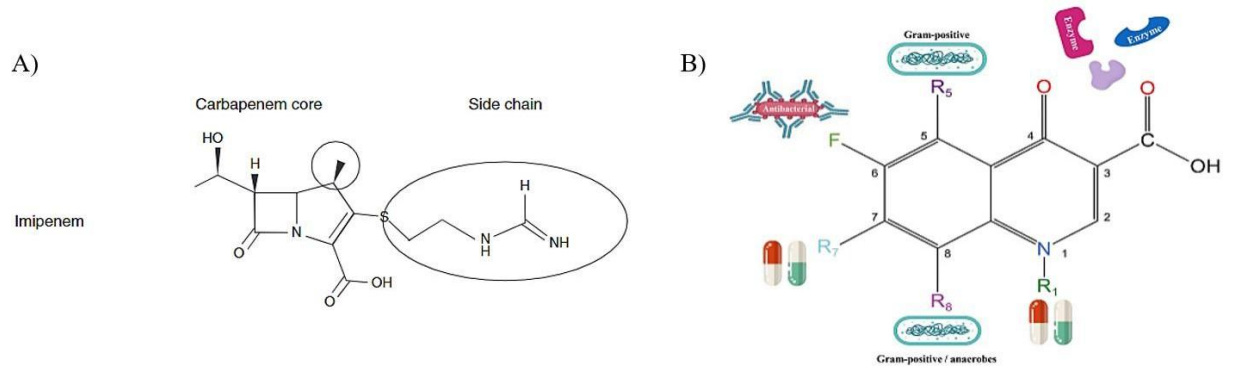 A)
Carbapenem core
Side chain
HO
H
H
Imipenem
S
N
N
H
NH
O
OH
O
B)
Gram-positive
Enzyme
Enzyme
Antibacterial
R5
O
O
F
5
4
C
6
3
OH
7
2
8
N
1
R7
R8
R1
Gram-positive / anaerobes